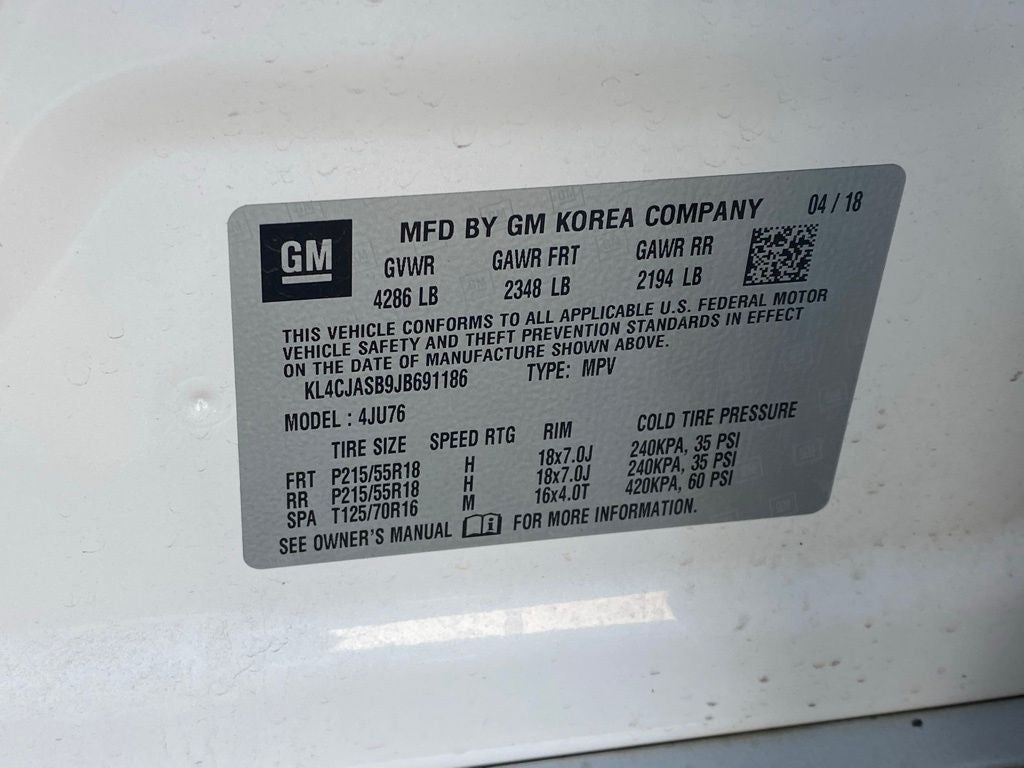 GM
MFD BY GM KOREA COMPANY 04 / 18
GVWR GAWR FRT GAWR RR
4286 LB 2348 LB 2194 LB
THIS VEHICLE CONFORMS TO ALL APPLICABLE U.S. FEDERAL MOTOR
VEHICLE SAFETY AND THEFT PREVENTION STANDARDS IN EFFECT
ON THE DATE OF MANUFACTURE SHOWN ABOVE.
KL4CJASB9JB691186 TYPE: MPV
MODEL : 4JU76
TIRE SIZE SPEED RTG RIM COLD TIRE PRESSURE
FRT P215/55R18 H 18x7.0J 240KPA, 35 PSI
RR P215/55R18 H 18x7.0J 240KPA, 35 PSI
SPA T125/70R16 M 16x4.0T 420KPA, 60 PSI
SEE OWNER'S MANUAL FOR MORE INFORMATION.